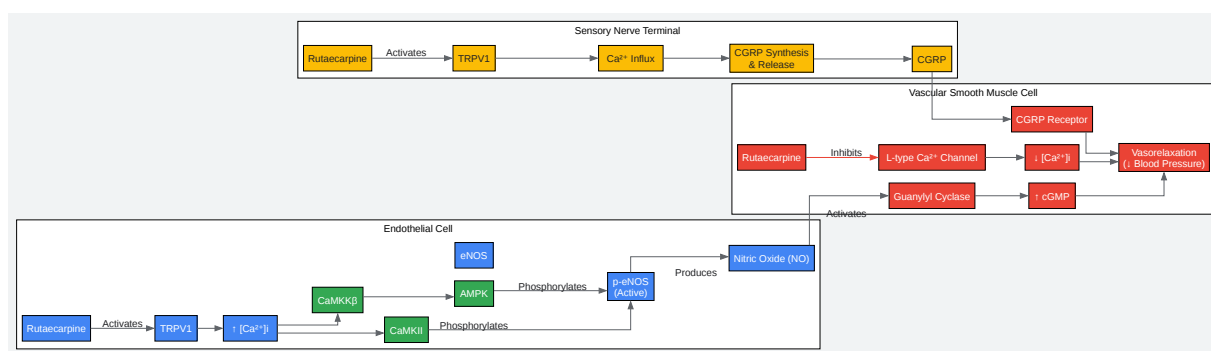 Sensory Nerve Terminal
Rutaecarpine
Activates
TRPV1
Ca²⁺ Influx
CGRP Synthesis
& Release
CGRP
Vascular Smooth Muscle Cell
CGRP Receptor
Rutaecarpine
Inhibits
L-type Ca²⁺ Channel
↓ [Ca²⁺]i
Vasorelaxation
(↓ Blood Pressure)
Guanylyl Cyclase
↑ cGMP
Activates
Endothelial Cell
eNOS
Nitric Oxide (NO)
Produces
p-eNOS
(Active)
CaMKKβ
AMPK
Phosphorylates
Rutaecarpine
Activates
TRPV1
↑ [Ca²⁺]i
CaMKII
Phosphorylates